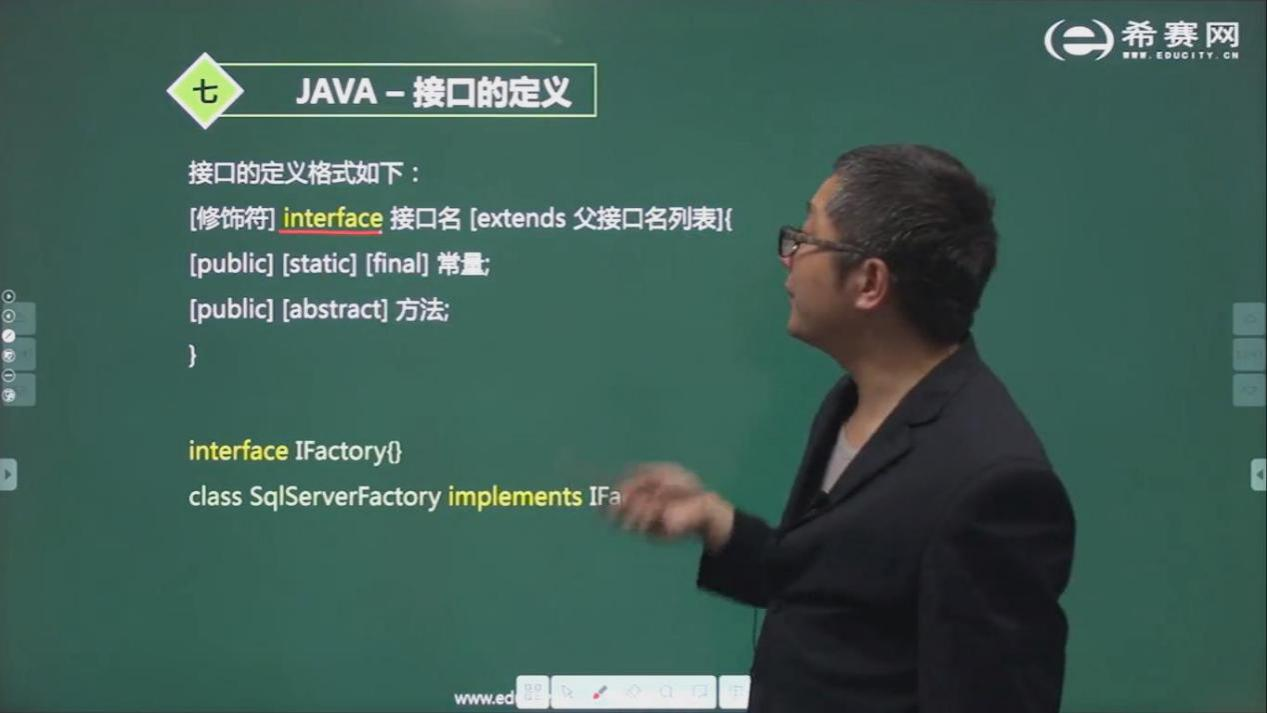 希赛网
WWW.EDUCITY.CN
七
JAVA – 接口的定义
接口的定义格式如下：
[修饰符] interface 接口名 [extends 父接口名列表]{
[public] [static] [final] 常量;
[public] [abstract] 方法;
}
interface IFactory{}
class SqlServerFactory implements IFa
www.ed